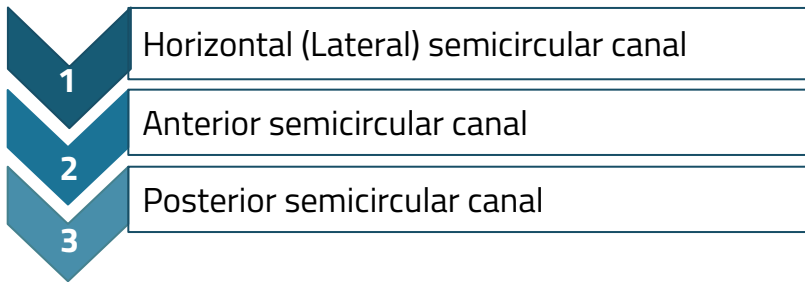 1
Horizontal (Lateral) semicircular canal
2
Anterior semicircular canal
3
Posterior semicircular canal